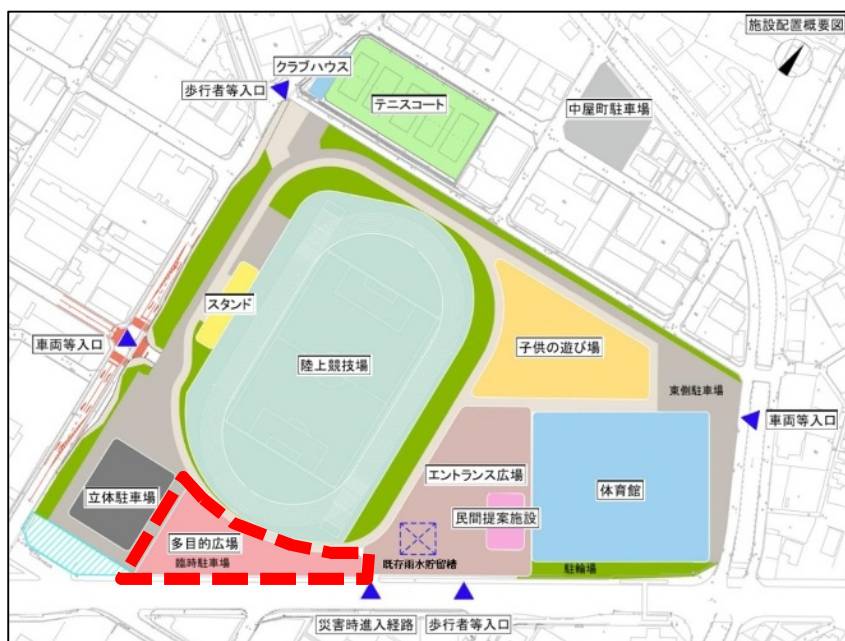 施設配置概要図
クラブハウス
歩行者等入口
テニスコート
中屋町駐車場
スタンド
車両等入口
陸上競技場
子供の遊び場
東側駐車場
車両等入口
エントランス広場
体育館
立体駐車場
民間提案施設
多目的広場
臨時駐車場
既存雨水貯留槽
駐輪場
災害時進入経路
歩行者等入口